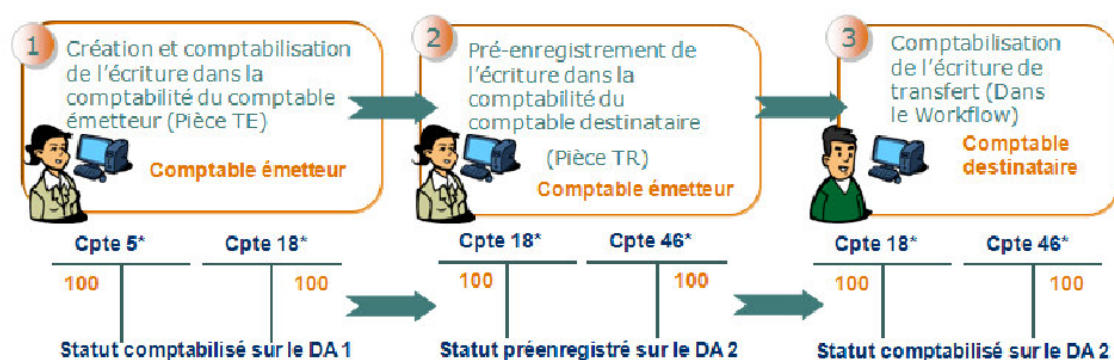 1
Création et comptabilisation
de l'écriture dans la
comptabilité du comptable
émetteur (Pièce TE)
Comptable émetteur
2
Pré-enregistrement de
l'écriture dans la
comptabilité du
comptable destinataire
(Pièce TR)
Comptable émetteur
3
Comptabilisation
de l'écriture de
transfert (Dans
le Workflow)
Comptable
destinataire
Cpte 5* Cpte 18*
100 100
Statut comptabilisé sur le DA 1
Cpte 18* Cpte 46*
100 100
Statut préenregistré sur le DA 2
Cpte 18* Cpte 46*
100 100
Statut comptabilisé sur le DA 2